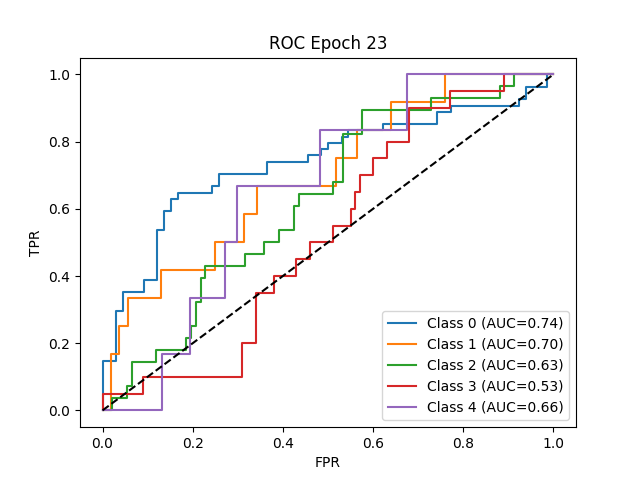 ROC Epoch 23
TPR
1.0
0.8
0.6
0.4
0.2
0.0
Class 0 (AUC=0.74)
Class 1 (AUC=0.70)
Class 2 (AUC=0.63)
Class 3 (AUC=0.53)
Class 4 (AUC=0.66)
0.0 0.2 0.4 0.6 0.8 1.0
FPR